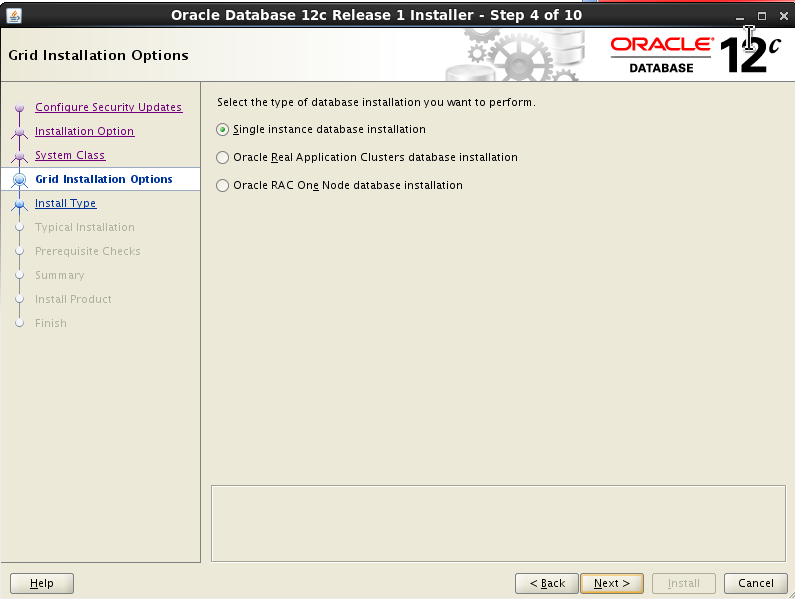 Oracle Database 12c Release 1 Installer - Step 4 of 10
Grid Installation Options
ORACLE
DATABASE
12c
Configure Security Updates
Installation Option
System Class
Grid Installation Options
Install Type
Typical Installation
Prerequisite Checks
Summary
Install Product
Finish
Select the type of database installation you want to perform.
Single instance database installation
Oracle Real Application Clusters database installation
Oracle RAC One Node database installation
Help
< Back
Next >
Install
Cancel